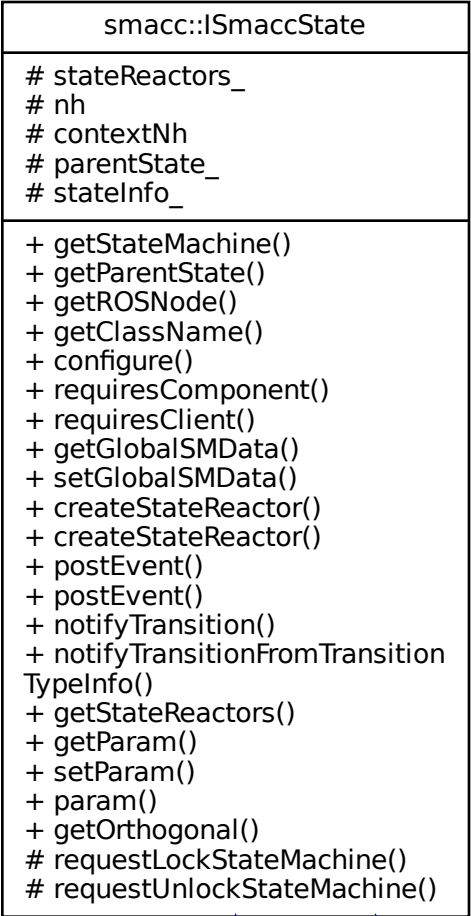 smacc::ISmaccState
# stateReactors_
# nh
# contextNh
# parentState_
# stateInfo_
+ getStateMachine()
+ getParentState()
+ getROSNode()
+ getClassName()
+ configure()
+ requiresComponent()
+ requiresClient()
+ getGlobalSMData()
+ setGlobalSMData()
+ createStateReactor()
+ createStateReactor()
+ postEvent()
+ postEvent()
+ notifyTransition()
+ notifyTransitionFromTransition
TypeInfo()
+ getStateReactors()
+ getParam()
+ setParam()
+ param()
+ getOrthogonal()
# requestLockStateMachine()
# requestUnlockStateMachine()